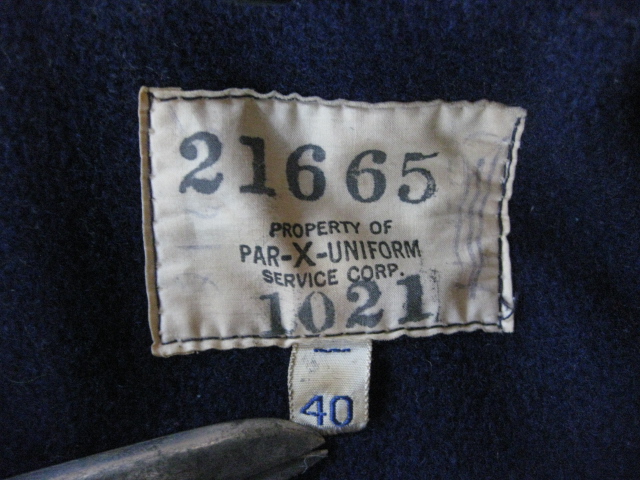 21665
PROPERTY OF
PAR-X-UNIFORM
SERVICE CORP.
1021
40